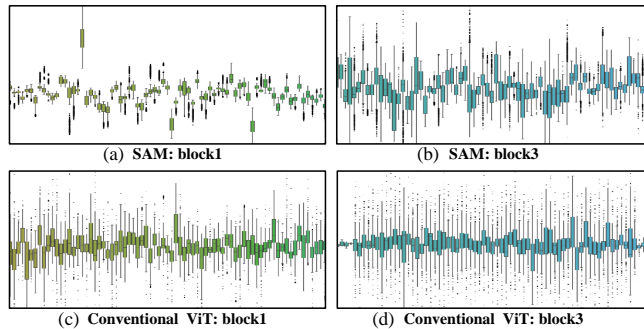 (a) SAM: block1
(b) SAM: block3
(c) Conventional ViT: block1
(d) Conventional ViT: block3